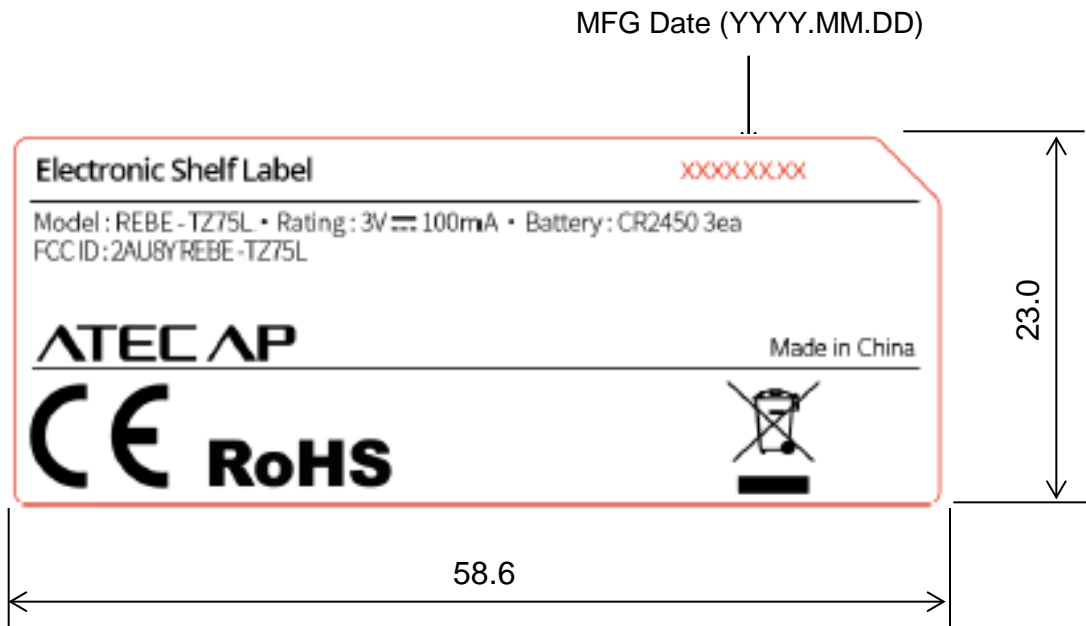 MFG Date (YYYY.MM.DD)
Electronic Shelf Label XXXX.XX.XX
Model : REBE - TZ75L • Rating : 3V ⎓ 100mA • Battery : CR2450 3ea
FCC ID : 2AU8YREBE - TZ75L
ATEC AP Made in China
CE RoHS
23.0
58.6